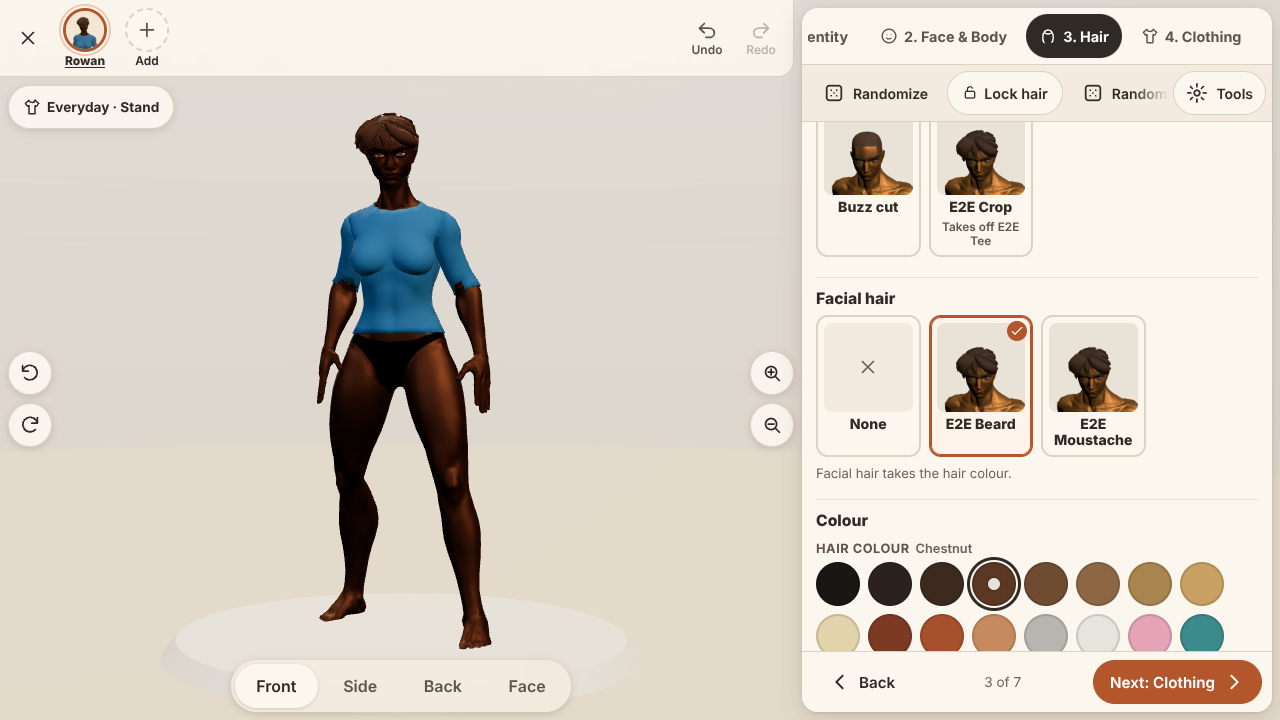 Rowan
Add
Undo
Redo
entity
2. Face & Body
3. Hair
4. Clothing
Everyday · Stand
Randomize
Lock hair
Random
Tools
Buzz cut
E2E Crop
Takes off E2E
Tee
Facial hair
None
E2E Beard
E2E
Moustache
Facial hair takes the hair colour.
Colour
HAIR COLOUR Chestnut
Front
Side
Back
Face
Back
3 of 7
Next: Clothing